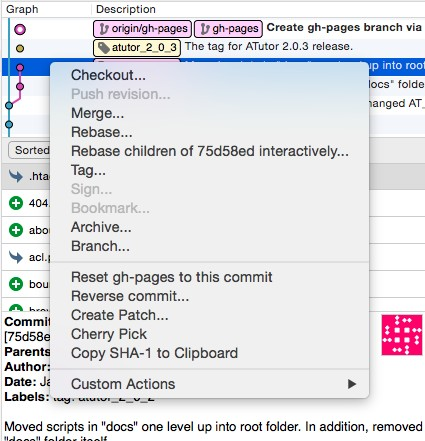 Graph Description
origin/gh-pages gh-pages Create gh-pages branch via
atutor_2_0_3 The tag for ATutor 2.0.3 release.
up into root
Checkout...
"docs" folde
Push revision...
hanged AT_
Merge...
Rebase...
Rebase children of 75d58ed interactively...
Sorted
Tag...
.hta
Sign...
404.
Bookmark...
abou
Archive...
acl.p
Branch...
bour
Reset gh-pages to this commit
Reverse commit...
Commit
Create Patch...
[75d58e
Cherry Pick
Parents
Copy SHA-1 to Clipboard
Author:
Date: Ja
Custom Actions
Labels: tag: atutor_2_0_2
Moved scripts in "docs" one level up into root folder. In addition, removed
"docs" folder itself